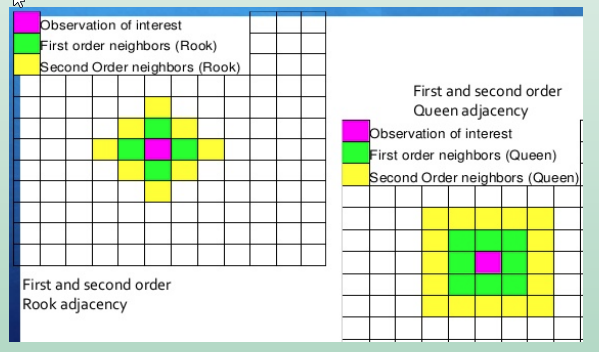 Observation of interest
First order neighbors (Rook)
Second Order neighbors (Rook)
First and second order
Rook adjacency
First and second order
Queen adjacency
Observation of interest
First order neighbors (Queen)
Second Order neighbors (Queen)